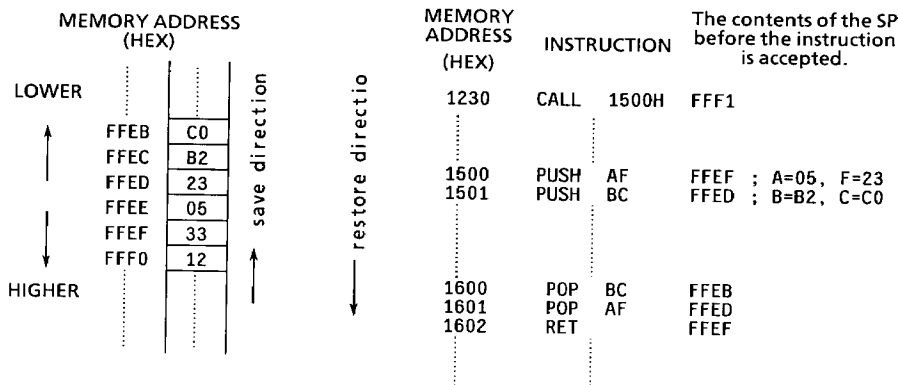 MEMORY ADDRESS
(HEX)
LOWER
FFEB C0
FFEC B2
FFED 23
FFEE 05
FFEF 33
FFF0 12
HIGHER
save direction
restore directio
MEMORY
ADDRESS
(HEX)
INSTRUCTION
The contents of the SP
before the instruction
is accepted.
1230 CALL 1500H FFF1
1500 PUSH AF FFEF ; A=05, F=23
1501 PUSH BC FFED ; B=B2, C=C0
1600 POP BC FFEB
1601 POP AF FFED
1602 RET FFEF